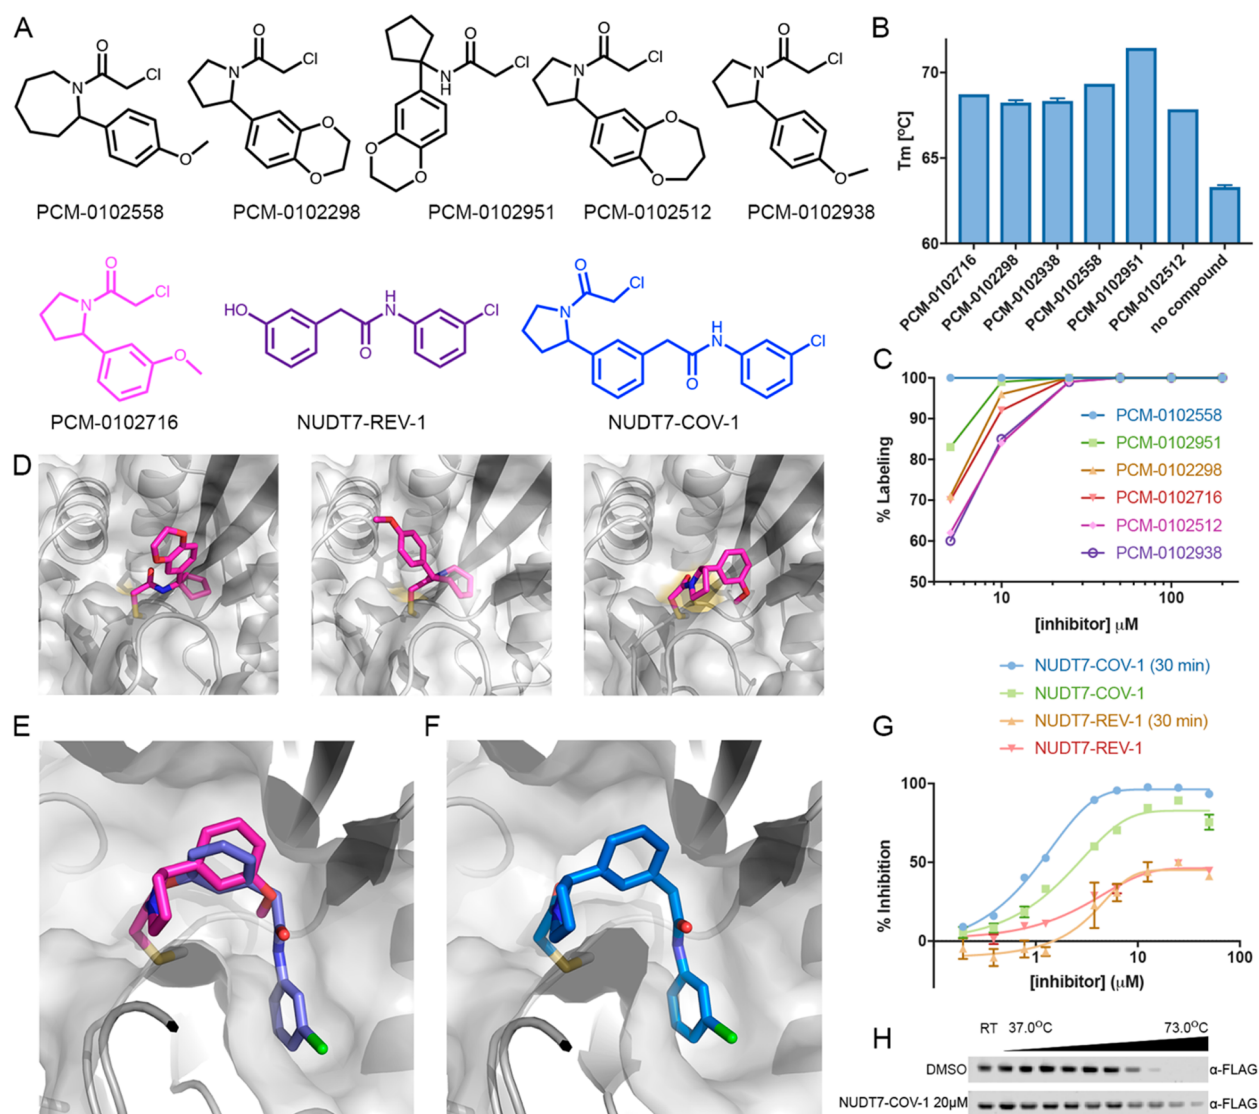 A
O
Cl
N
O
PCM-0102558
O
Cl
N
O
O
PCM-0102298
O
Cl
N
H
O
O
PCM-0102951
O
Cl
N
O
O
PCM-0102512
O
Cl
N
O
PCM-0102938
O
Cl
N
O
PCM-0102716
HO
H
N
O
Cl
NUDT7-REV-1
O
Cl
N
H
N
O
Cl
NUDT7-COV-1
B
Tm [ºC]
70
65
60
PCM-0102716
PCM-0102298
PCM-0102938
PCM-0102558
PCM-0102951
PCM-0102512
no compound
C
% Labeling
100
90
80
70
60
50
10
100
[inhibitor] μM
PCM-0102558
PCM-0102951
PCM-0102298
PCM-0102716
PCM-0102512
PCM-0102938
D
E
F
G
NUDT7-COV-1 (30 min)
NUDT7-COV-1
NUDT7-REV-1 (30 min)
NUDT7-REV-1
% Inhibition
100
50
0
1
10
100
[inhibitor] (μM)
H
RT 37.0ºC 73.0ºC
DMSO α-FLAG
NUDT7-COV-1 20μM α-FLAG